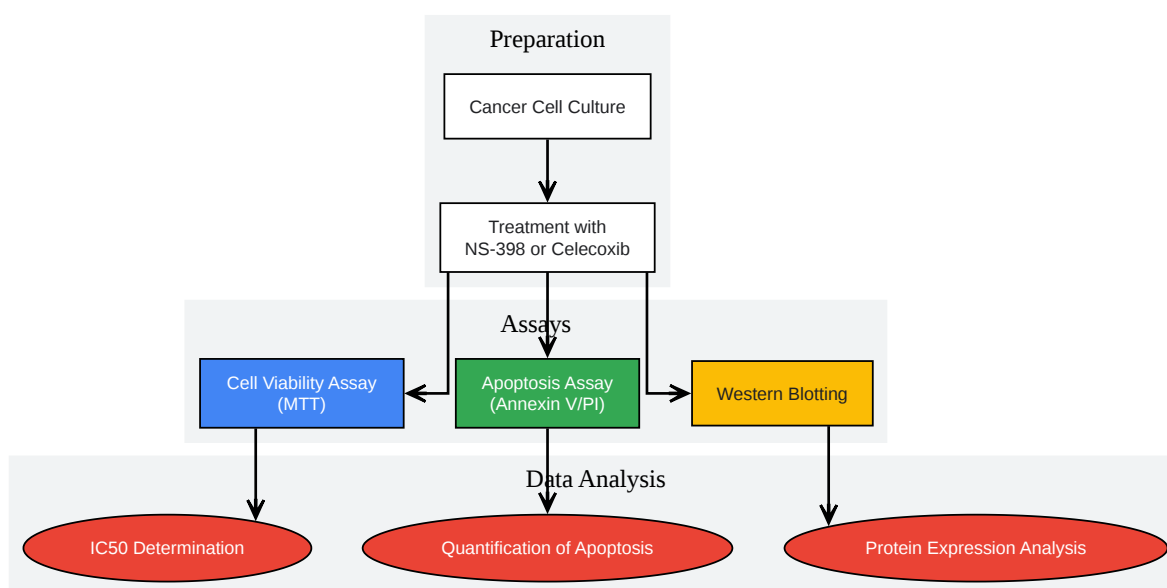 Preparation
Cancer Cell Culture
Treatment with
NS-398 or Celecoxib
Assays
Cell Viability Assay
(MTT)
Apoptosis Assay
(Annexin V/PI)
Western Blotting
Data Analysis
IC50 Determination
Quantification of Apoptosis
Protein Expression Analysis